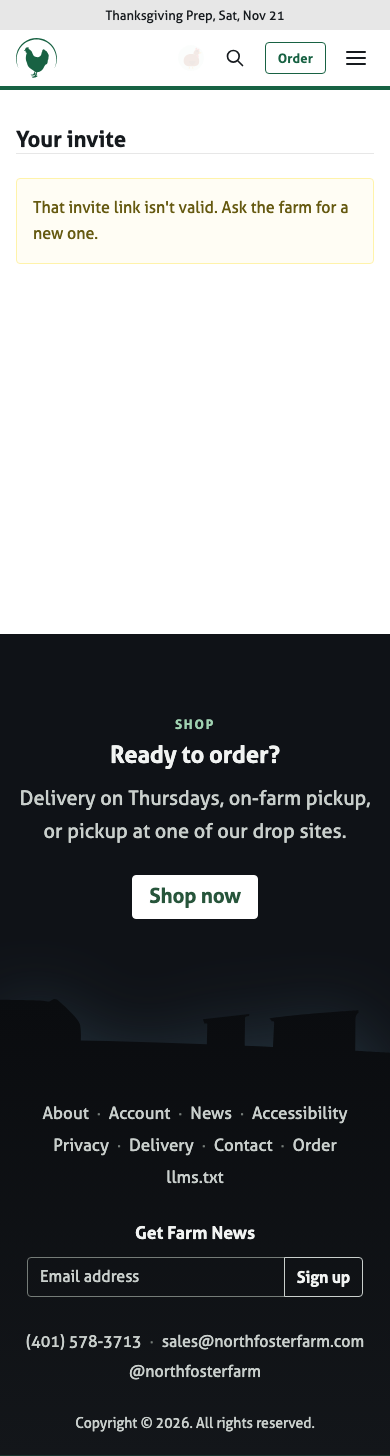 Thanksgiving Prep, Sat, Nov 21
Order
Your invite
That invite link isn't valid. Ask the farm for a
new one.
SHOP
Ready to order?
Delivery on Thursdays, on-farm pickup,
or pickup at one of our drop sites.
Shop now
About · Account · News · Accessibility
Privacy · Delivery · Contact · Order
llms.txt
Get Farm News
Email address
Sign up
(401) 578-3713 · sales@northfosterfarm.com
@northfosterfarm
Copyright © 2026. All rights reserved.